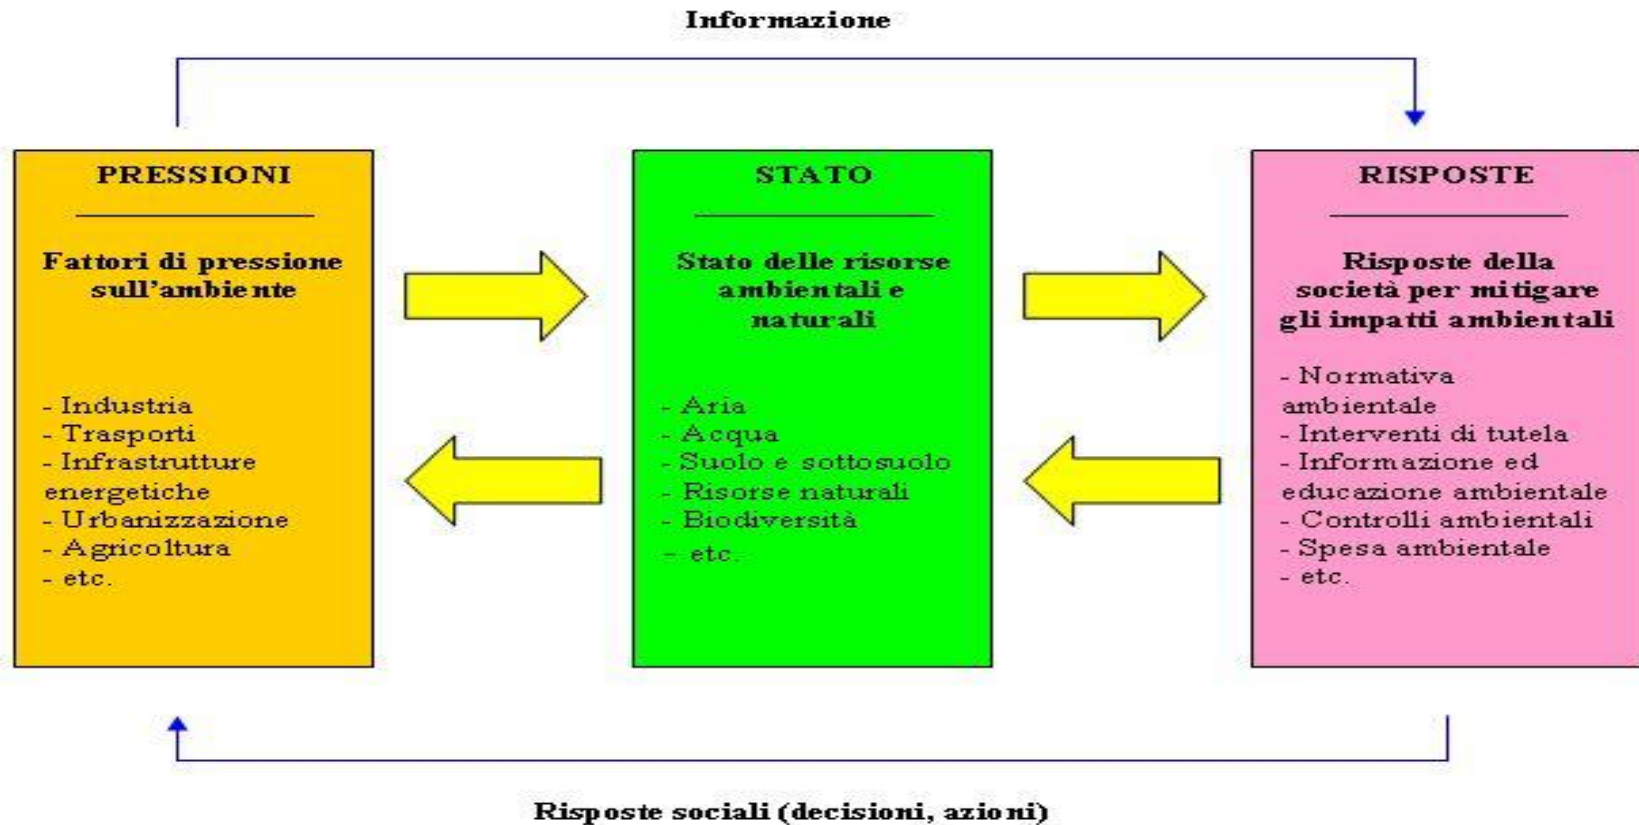 Informazione
PRESSIONI
Fattori di pressione
sull'ambiente
- Industria
- Trasporti
- Infrastrutture
energetiche
- Urbanizzazione
- Agricoltura
- etc.
STATO
Stato delle risorse
ambientali e
naturali
- Aria
- Acqua
- Suolo e sottosuolo
- Risorse naturali
- Biodiversità
- etc.
RISPOSTE
Risposte della
società per mitigare
gli impatti ambientali
- Normativa
ambientale
- Interventi di tutela
- Informazione ed
educazione ambientale
- Controlli ambientali
- Spesa ambientale
- etc.
Risposte sociali (decisioni, azioni)